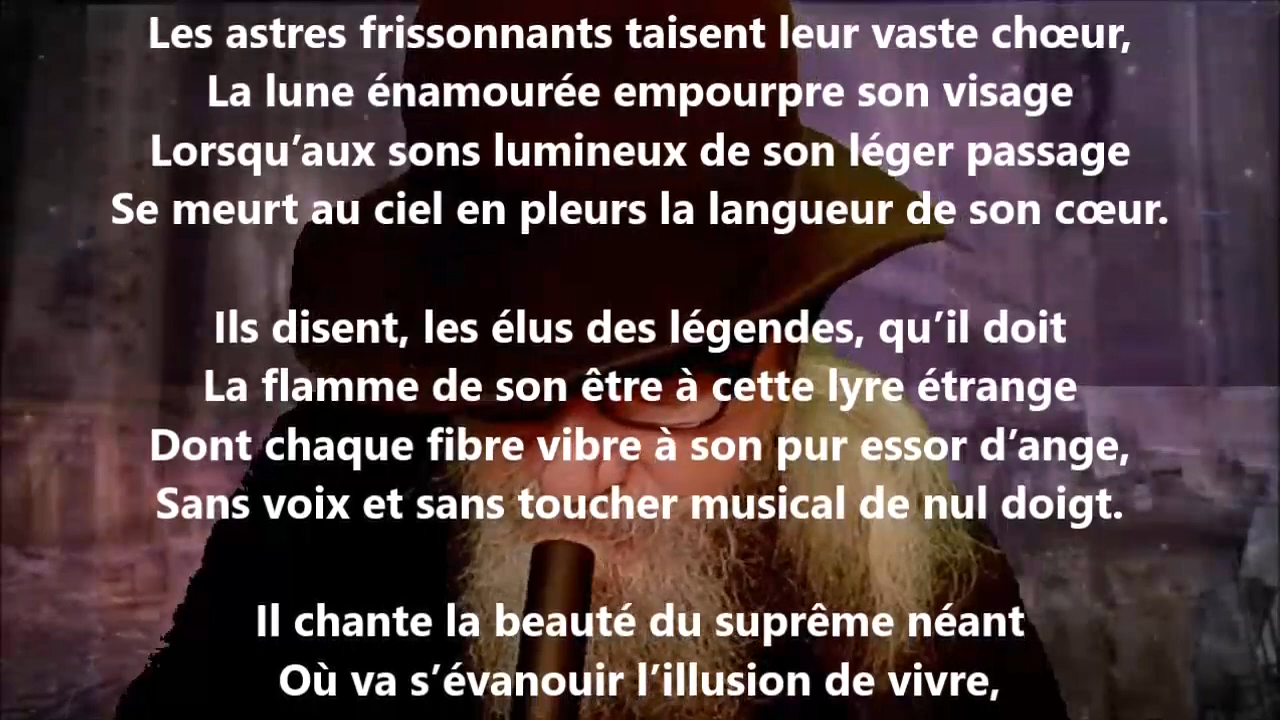 Les astres frissonnants taisent leur vaste chœur,
La lune énamourée empourpre son visage
Lorsqu’aux sons lumineux de son léger passage
Se meurt au ciel en pleurs la langueur de son cœur.
Ils disent, les élus des légendes, qu’il doit
La flamme de son être à cette lyre étrange
Dont chaque fibre vibre à son pur essor d’ange,
Sans voix et sans toucher musical de nul doigt.
Il chante la beauté du suprême néant
Où va s’évanouir l’illusion de vivre,